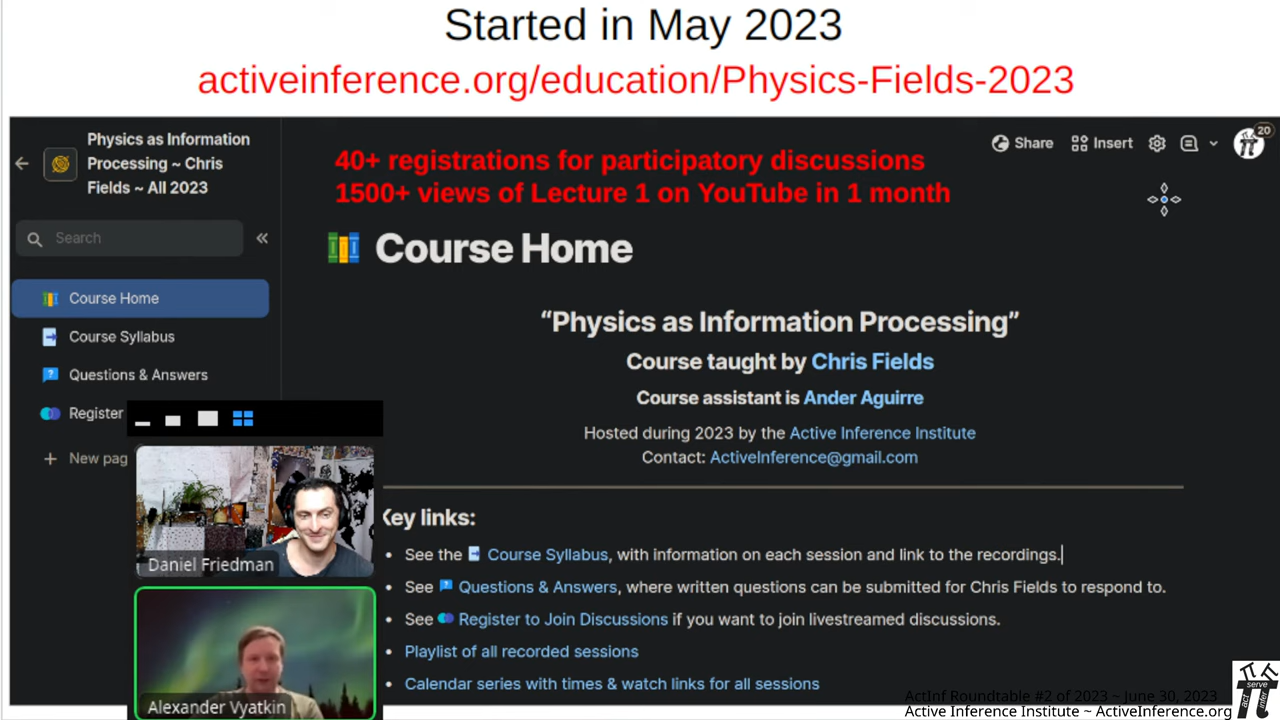 Started in May 2023
activeinference.org/education/Physics-Fields-2023
Physics as Information
Processing ~ Chris
Fields ~ All 2023
Share
Insert
20
40+ registrations for participatory discussions
1500+ views of Lecture 1 on YouTube in 1 month
Search
Course Home
Course Home
Course Syllabus
Questions & Answers
Register
New pag
“Physics as Information Processing”
Course taught by Chris Fields
Course assistant is Ander Aguirre
Hosted during 2023 by the Active Inference Institute
Contact: ActiveInference@gmail.com
Key links:
• See the Course Syllabus, with information on each session and link to the recordings.
• See Questions & Answers, where written questions can be submitted for Chris Fields to respond to.
• See Register to Join Discussions if you want to join livestreamed discussions.
• Playlist of all recorded sessions
• Calendar series with times & watch links for all sessions
Daniel Friedman
Alexander Vyatkin
ActInf Roundtable #2 of 2023 ~ June 30, 2023
Active Inference Institute ~ ActiveInference.org
act
serve
infer